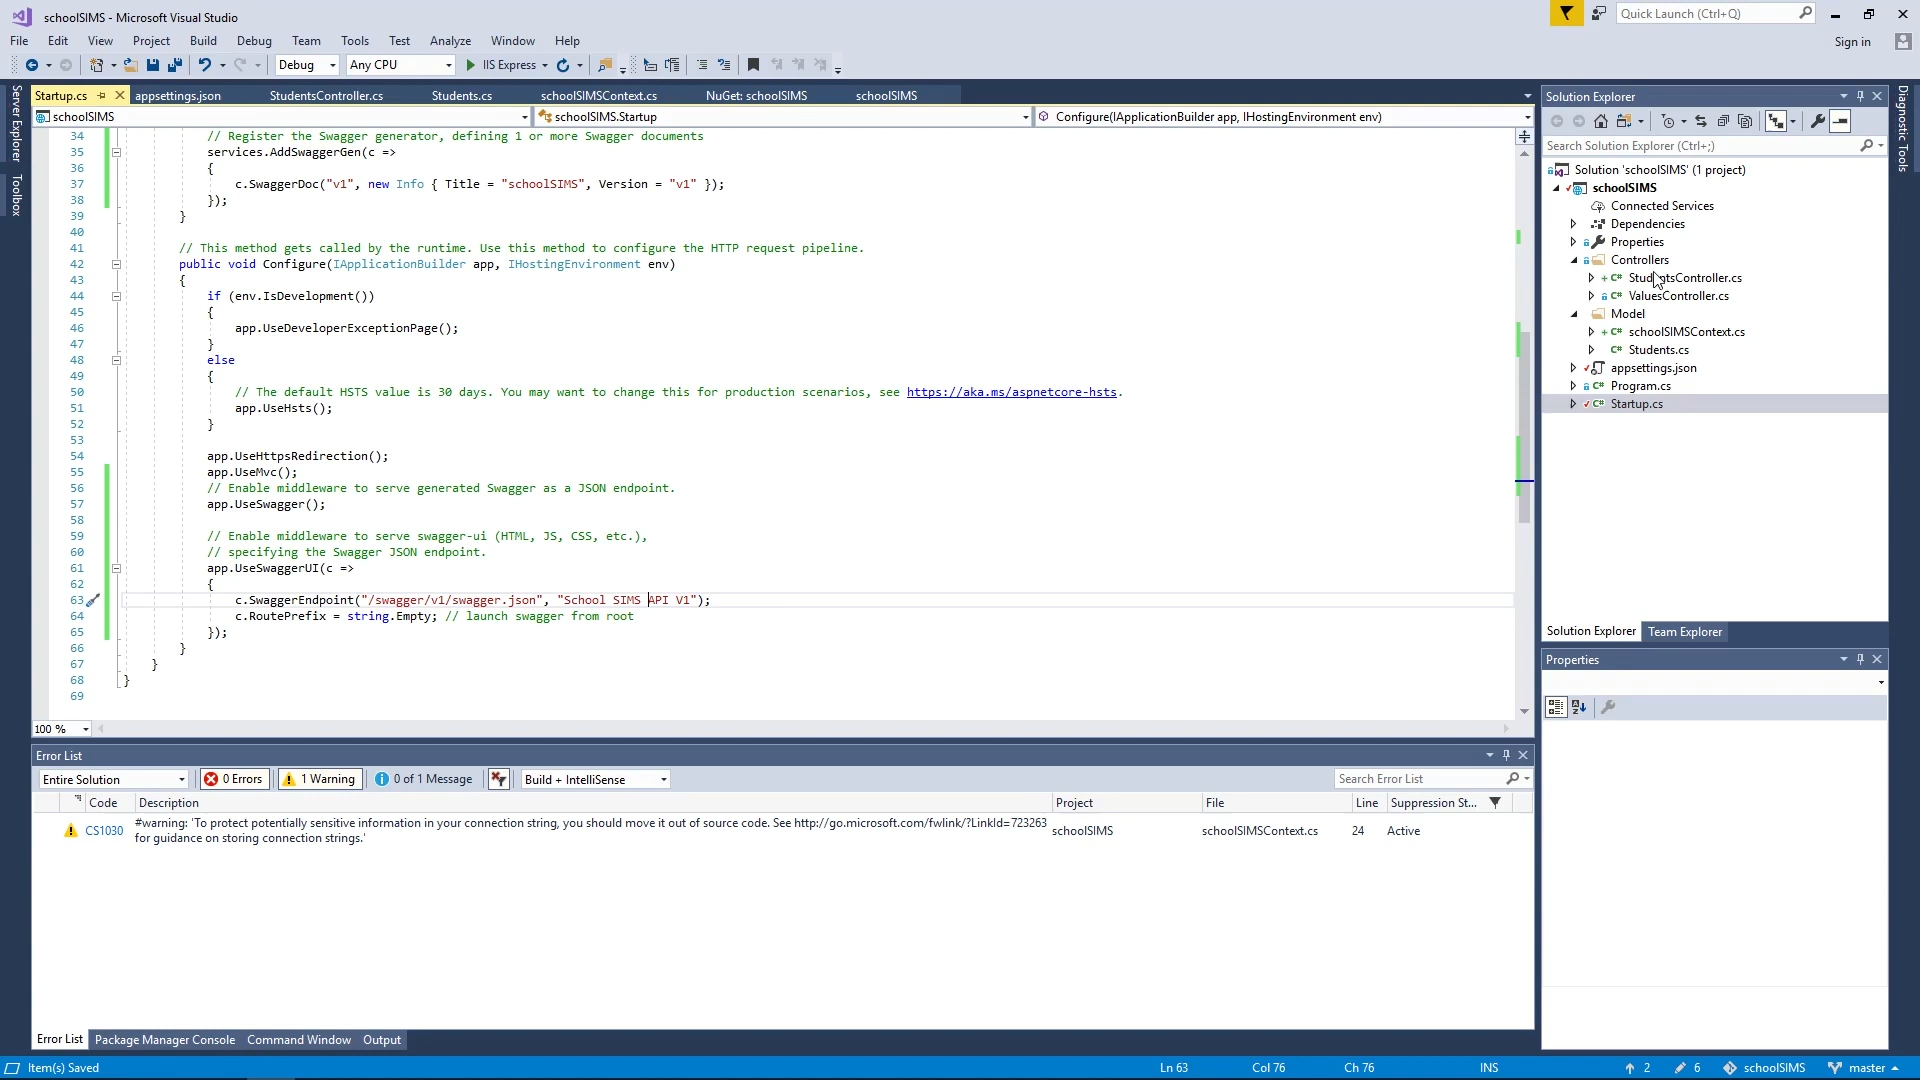 schoolSIMS - Microsoft Visual Studio
Quick Launch (Ctrl+Q)
File Edit View Project Build Debug Team Tools Test Analyze Window Help
Sign in
Debug Any CPU IIS Express
Server Explorer
Toolbox
Startup.cs appsettings.json StudentsController.cs Students.cs schoolSIMSContext.cs NuGet: schoolSIMS schoolSIMS
schoolSIMS schoolSIMS.Startup Configure(IApplicationBuilder app, IHostingEnvironment env)
34 // Register the Swagger generator, defining 1 or more Swagger documents
35 services.AddSwaggerGen(c =>
36 {
37 c.SwaggerDoc("v1", new Info { Title = "schoolSIMS", Version = "v1" });
38 });
39 }
40
41 // This method gets called by the runtime. Use this method to configure the HTTP request pipeline.
42 public void Configure(IApplicationBuilder app, IHostingEnvironment env)
43 {
44 if (env.IsDevelopment())
45 {
46 app.UseDeveloperExceptionPage();
47 }
48 else
49 {
50 // The default HSTS value is 30 days. You may want to change this for production scenarios, see https://aka.ms/aspnetcore-hsts.
51 app.UseHsts();
52 }
53
54 app.UseHttpsRedirection();
55 app.UseMvc();
56 // Enable middleware to serve generated Swagger as a JSON endpoint.
57 app.UseSwagger();
58
59 // Enable middleware to serve swagger-ui (HTML, JS, CSS, etc.),
60 // specifying the Swagger JSON endpoint.
61 app.UseSwaggerUI(c =>
62 {
63 c.SwaggerEndpoint("/swagger/v1/swagger.json", "School SIMS API V1");
64 c.RoutePrefix = string.Empty; // launch swagger from root
65 });
66 }
67 }
68 }
69
100 %
Solution Explorer
Search Solution Explorer (Ctrl+;)
Solution 'schoolSIMS' (1 project)
schoolSIMS
Connected Services
Dependencies
Properties
Controllers
StudentsController.cs
ValuesController.cs
Model
schoolSIMSContext.cs
Students.cs
appsettings.json
Program.cs
Startup.cs
Solution Explorer Team Explorer
Properties
Diagnostic Tools
Error List
Entire Solution 0 Errors 1 Warning 0 of 1 Message Build + IntelliSense Search Error List
Code Description Project File Line Suppression St...
CS1030 #warning: 'To protect potentially sensitive information in your connection string, you should move it out of source code. See http://go.microsoft.com/fwlink/?LinkId=723263 for guidance on storing connection strings.' schoolSIMS schoolSIMSContext.cs 24 Active
Error List Package Manager Console Command Window Output
Item(s) Saved Ln 63 Col 76 Ch 76 INS 2 6 schoolSIMS master